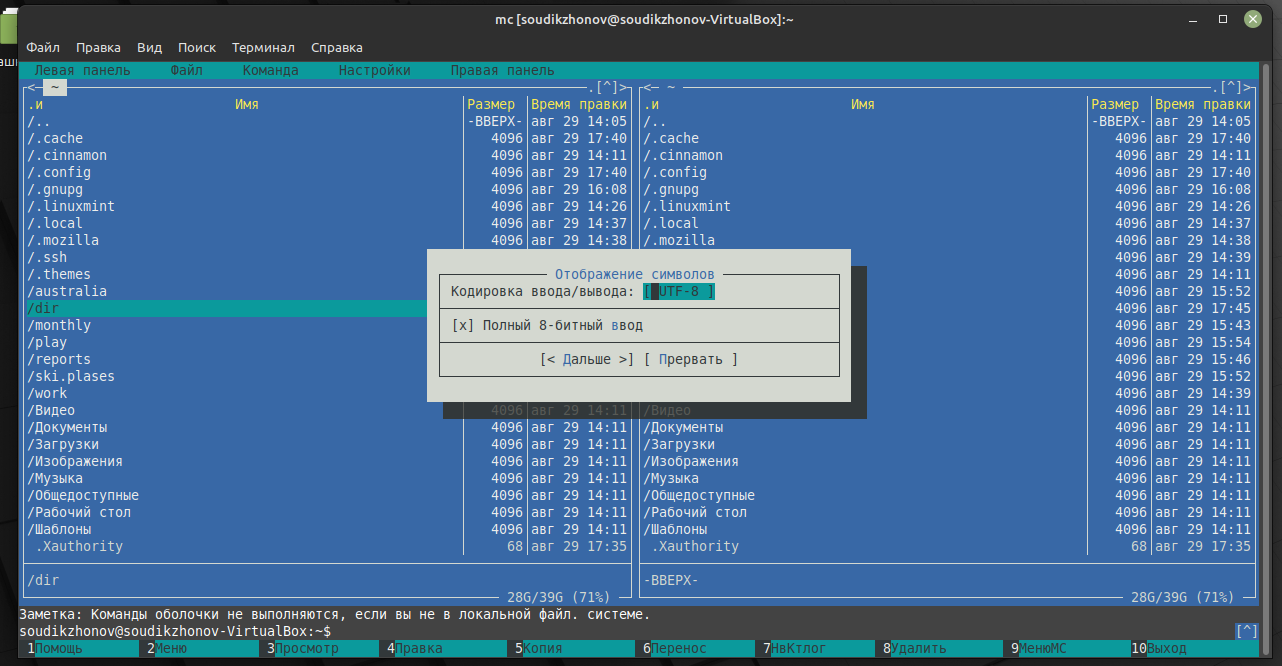 mc [soudikzhonov@soudikzhonov-VirtualBox]:~
Файл Правка Вид Поиск Терминал Справка
Левая панель Файл Команда Настройки Правая панель
<─ ~ .[^]> <─ ~ .[^]>
.и Имя Размер Время правки .и Имя Размер Время правки
/.. -ВВЕРХ- авг 29 14:05 /.. -ВВЕРХ- авг 29 14:05
/.cache 4096 авг 29 17:40 /.cache 4096 авг 29 17:40
/.cinnamon 4096 авг 29 14:11 /.cinnamon 4096 авг 29 14:11
/.config 4096 авг 29 17:40 /.config 4096 авг 29 17:40
/.gnupg 4096 авг 29 16:08 /.gnupg 4096 авг 29 16:08
/.linuxmint 4096 авг 29 14:26 /.linuxmint 4096 авг 29 14:26
/.local 4096 авг 29 14:37 /.local 4096 авг 29 14:37
/.mozilla 4096 авг 29 14:38 /.mozilla 4096 авг 29 14:38
/.ssh 4096 авг 29 14:39
/.themes Отображение символов 4096 авг 29 14:11
/australia Кодировка ввода/вывода: [ UTF-8 ] 4096 авг 29 15:52
/dir 4096 авг 29 17:45
/monthly [x] Полный 8-битный ввод 4096 авг 29 15:43
/play 4096 авг 29 15:54
/reports [< Дальше >] [ Прервать ] 4096 авг 29 15:46
/ski.plases 4096 авг 29 15:52
/work 4096 авг 29 14:39
/Видео 4096 авг 29 14:11 /Видео 4096 авг 29 14:11
/Документы 4096 авг 29 14:11 /Документы 4096 авг 29 14:11
/Загрузки 4096 авг 29 14:11 /Загрузки 4096 авг 29 14:11
/Изображения 4096 авг 29 14:11 /Изображения 4096 авг 29 14:11
/Музыка 4096 авг 29 14:11 /Музыка 4096 авг 29 14:11
/Общедоступные 4096 авг 29 14:11 /Общедоступные 4096 авг 29 14:11
/Рабочий стол 4096 авг 29 14:11 /Рабочий стол 4096 авг 29 14:11
/Шаблоны 4096 авг 29 14:11 /Шаблоны 4096 авг 29 14:11
.Xauthority 68 авг 29 17:35 .Xauthority 68 авг 29 17:35
/dir -ВВЕРХ-
28G/39G (71%) 28G/39G (71%)
Заметка: Команды оболочки не выполняются, если вы не в локальной файл. системе.
soudikzhonov@soudikzhonov-VirtualBox:~$ [^]
1Помощь 2Меню 3Просмотр 4Правка 5Копия 6Перенос 7НвКтлог 8Удалить 9МенюMC 10Выход